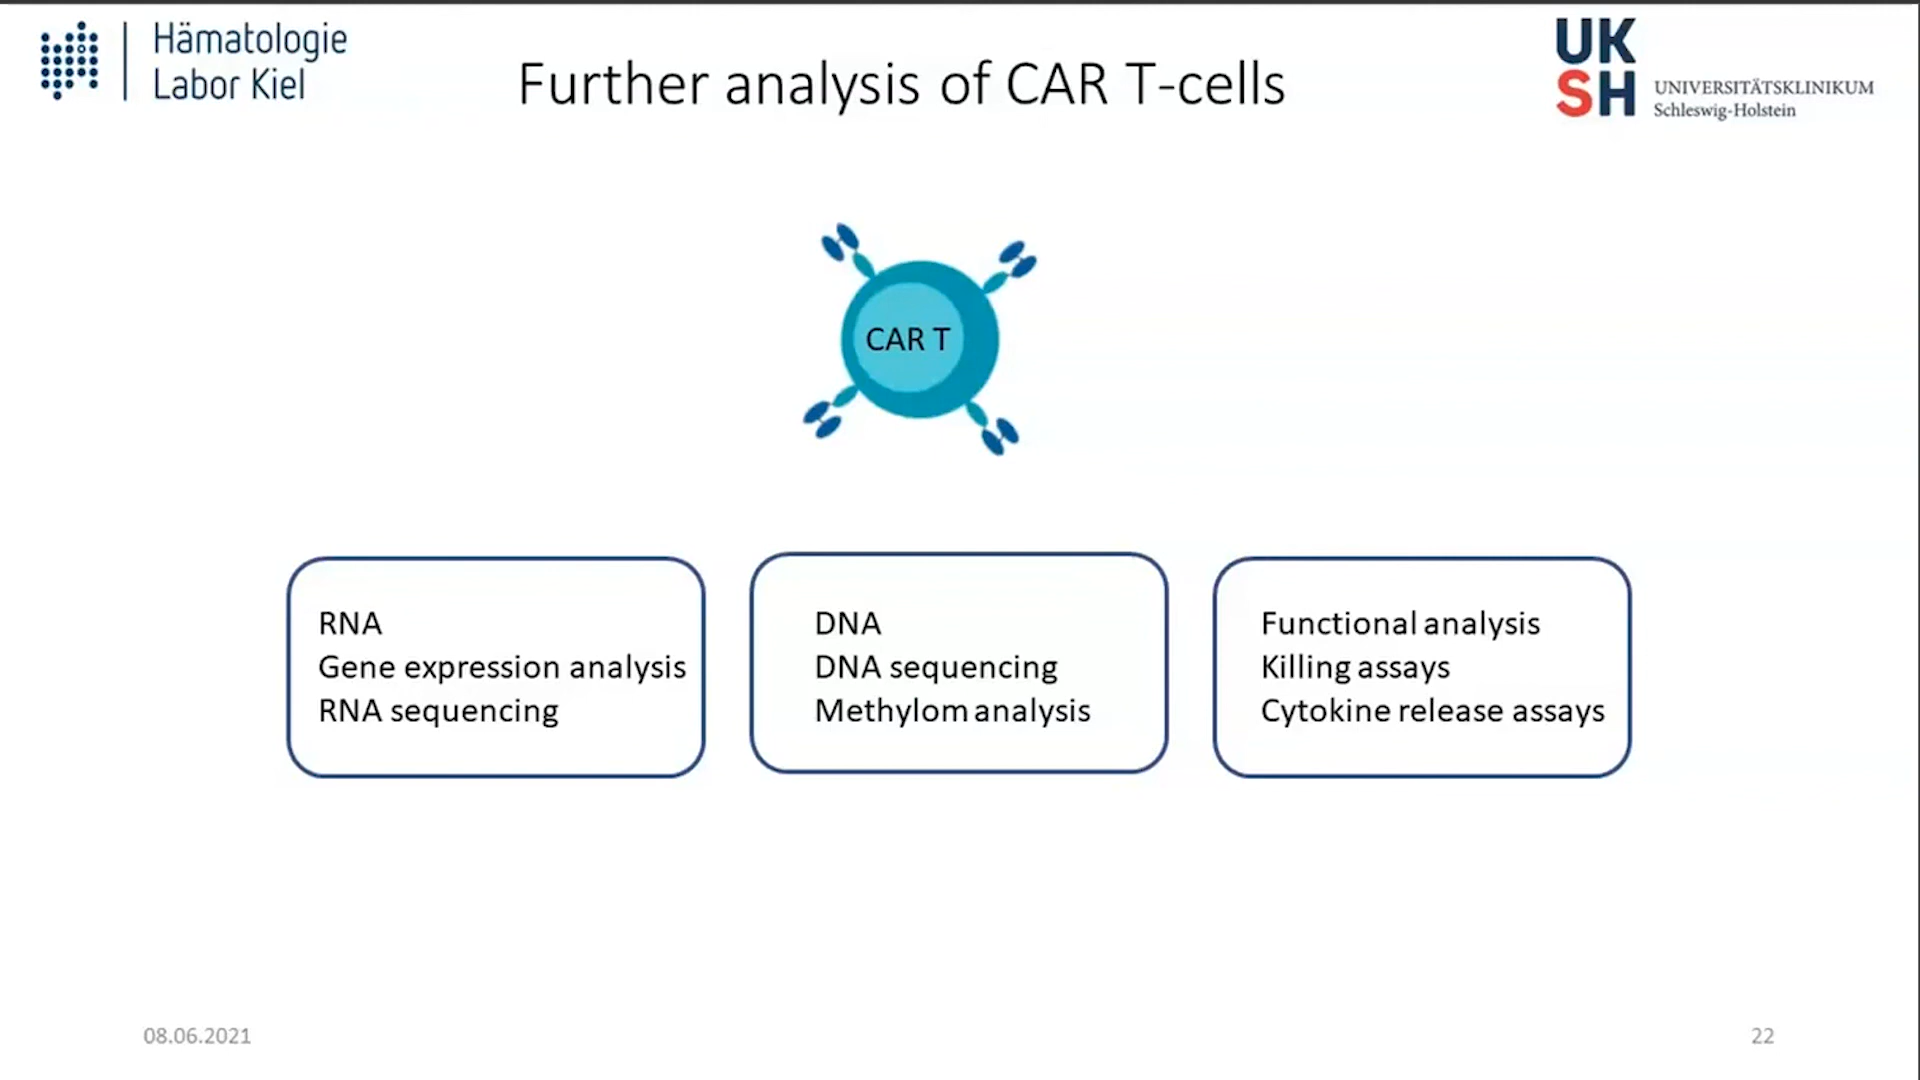 Hämatologie
Labor Kiel
Further analysis of CAR T-cells
UK
SH
UNIVERSITÄTSKLINIKUM
Schleswig-Holstein
CAR T
RNA
Gene expression analysis
RNA sequencing
DNA
DNA sequencing
Methylom analysis
Functional analysis
Killing assays
Cytokine release assays
08.06.2021
22